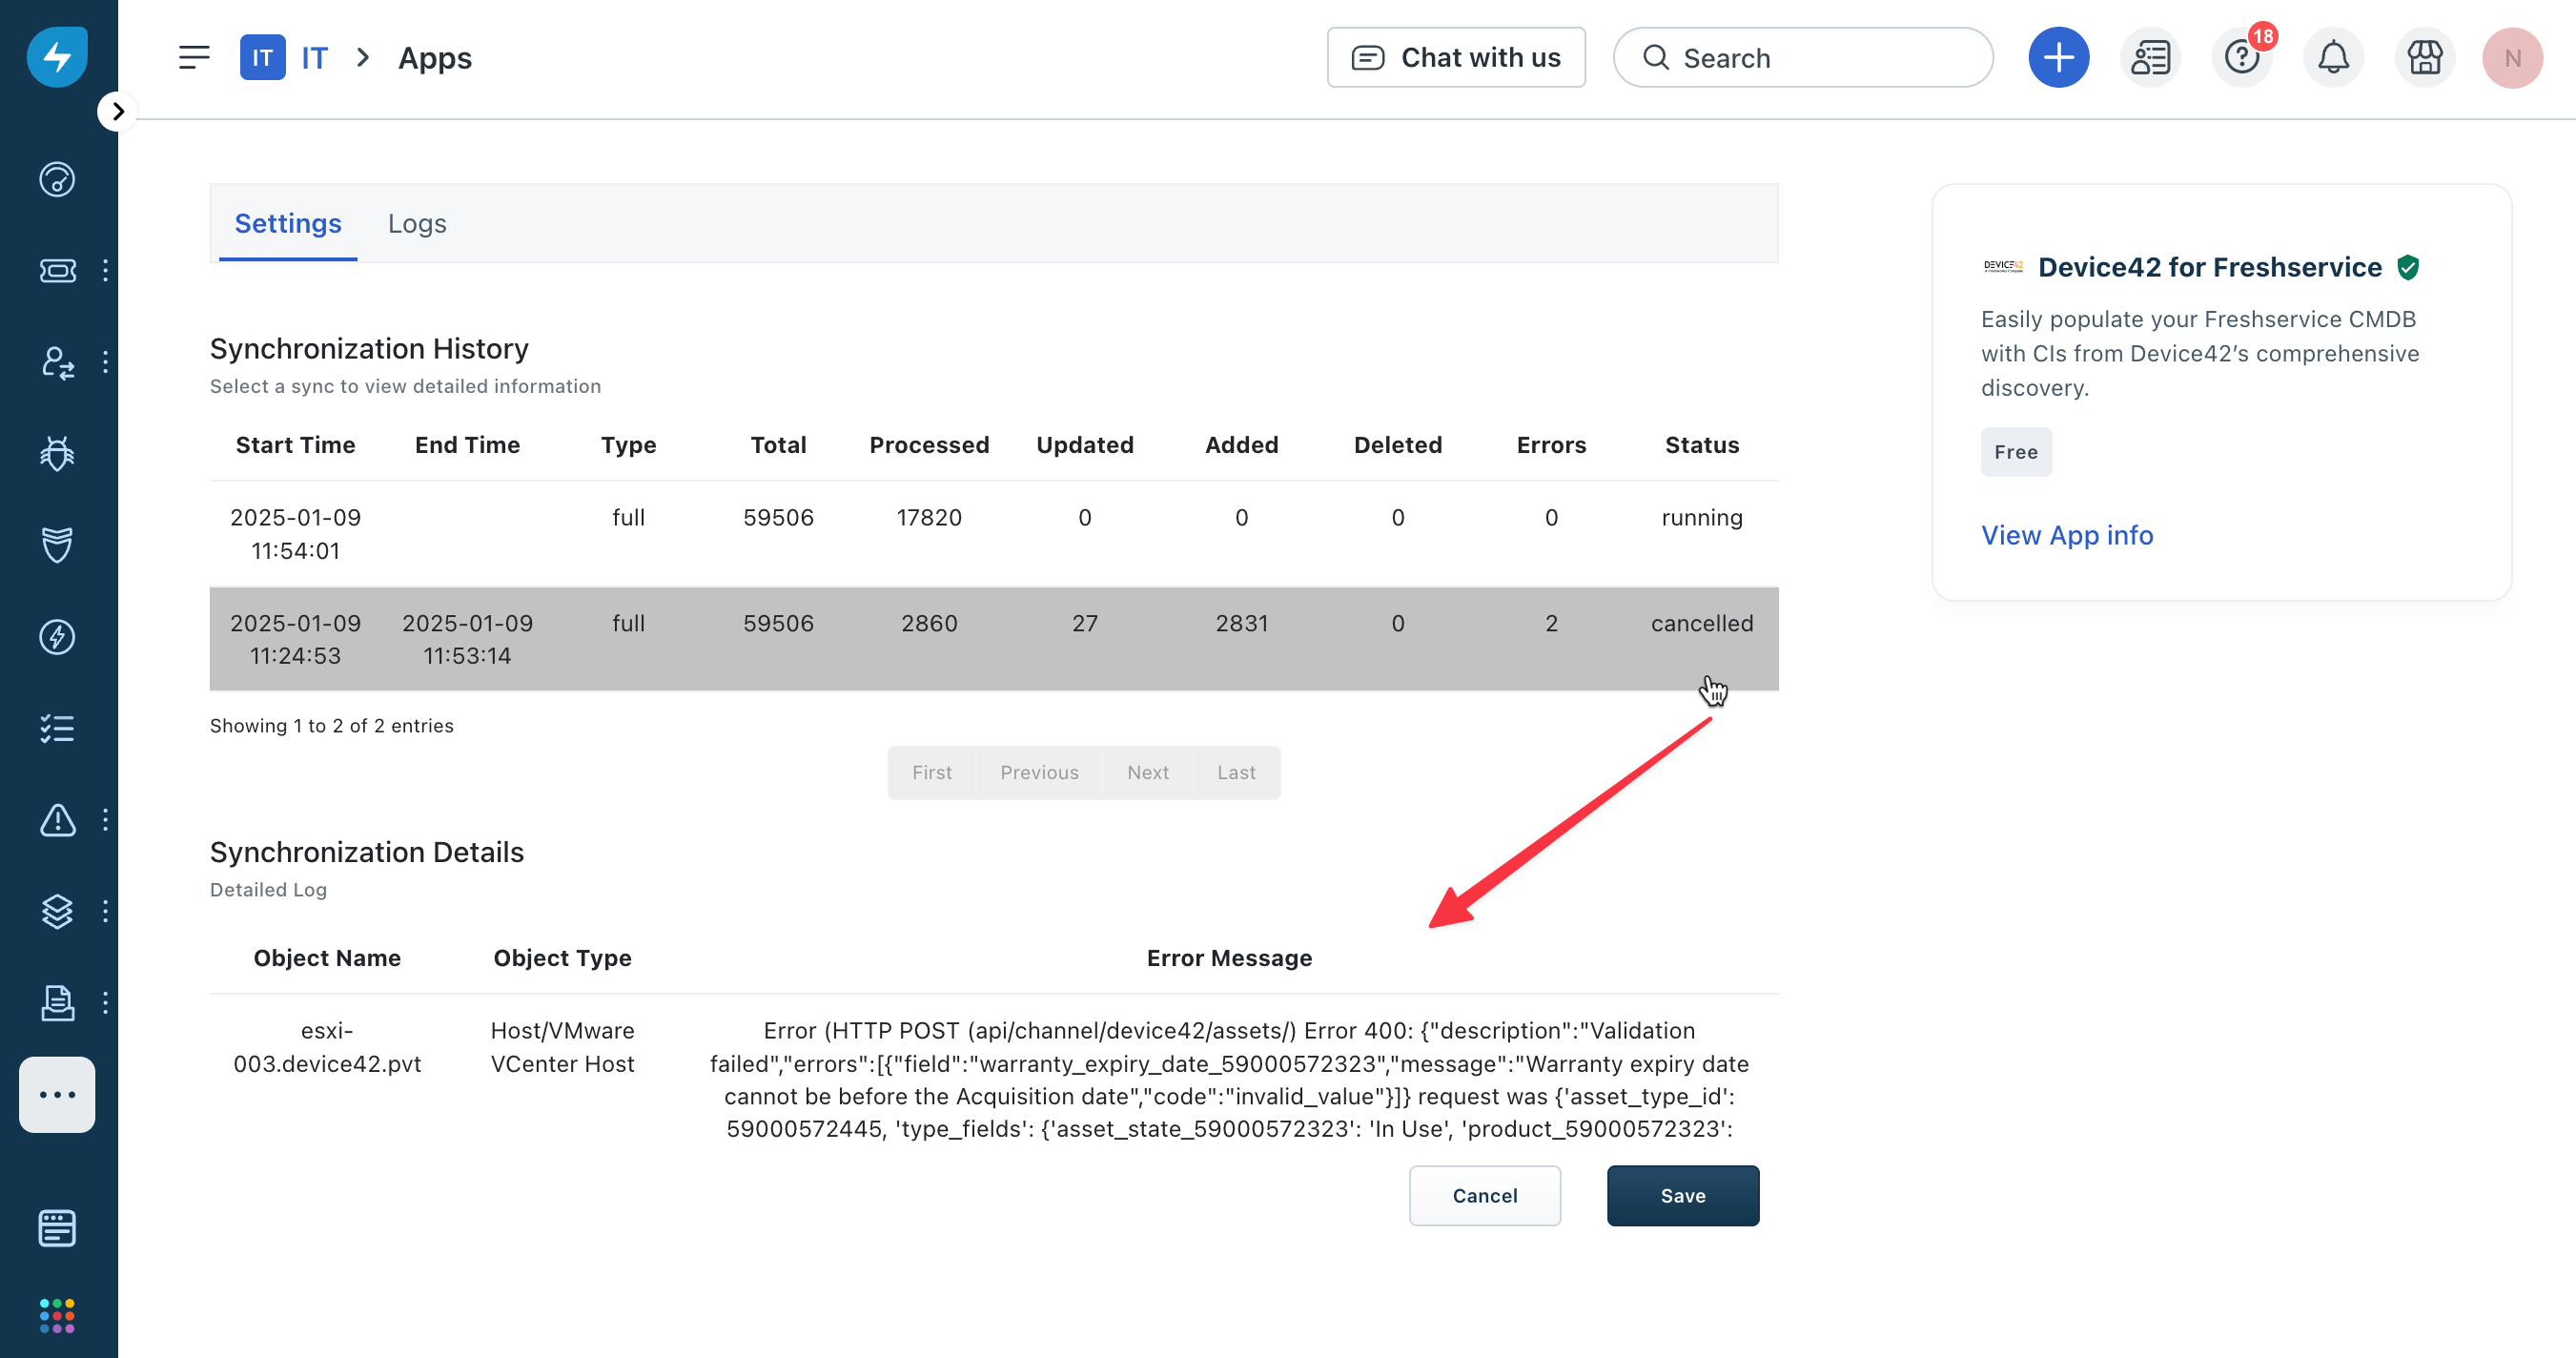 IT IT > Apps
Chat with us
Search
18
N
Settings Logs
Synchronization History
Select a sync to view detailed information
Start Time End Time Type Total Processed Updated Added Deleted Errors Status
2025-01-09 full 59506 17820 0 0 0 0 running
11:54:01
2025-01-09 2025-01-09 full 59506 2860 27 2831 0 2 cancelled
11:24:53 11:53:14
Showing 1 to 2 of 2 entries
First Previous Next Last
Synchronization Details
Detailed Log
Object Name Object Type Error Message
esxi- Host/VMware Error (HTTP POST (api/channel/device42/assets/) Error 400: {"description":"Validation
003.device42.pvt VCenter Host failed","errors":[{"field":"warranty_expiry_date_59000572323","message":"Warranty expiry date
cannot be before the Acquisition date","code":"invalid_value"}]} request was {'asset_type_id':
59000572445, 'type_fields': {'asset_state_59000572323': 'In Use', 'product_59000572323':
Cancel Save
DEVICE42 Device42 for Freshservice
Easily populate your Freshservice CMDB
with CIs from Device42’s comprehensive
discovery.
Free
View App info